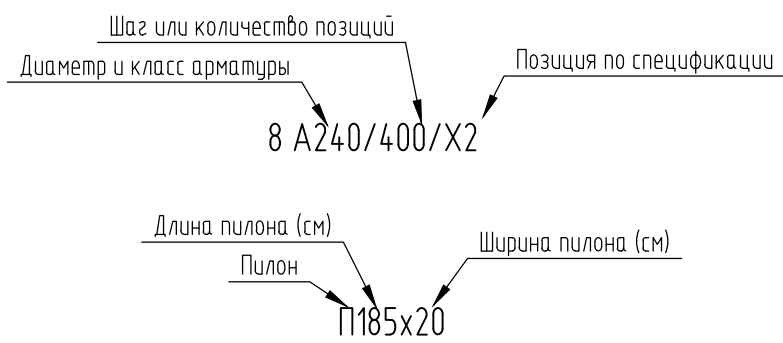 Шаг или количество позиций
Диаметр и класс арматуры
Позиция по спецификации
8 А240/400/Х2
Длина пилона (см)
Ширина пилона (см)
Пилон
П185х20